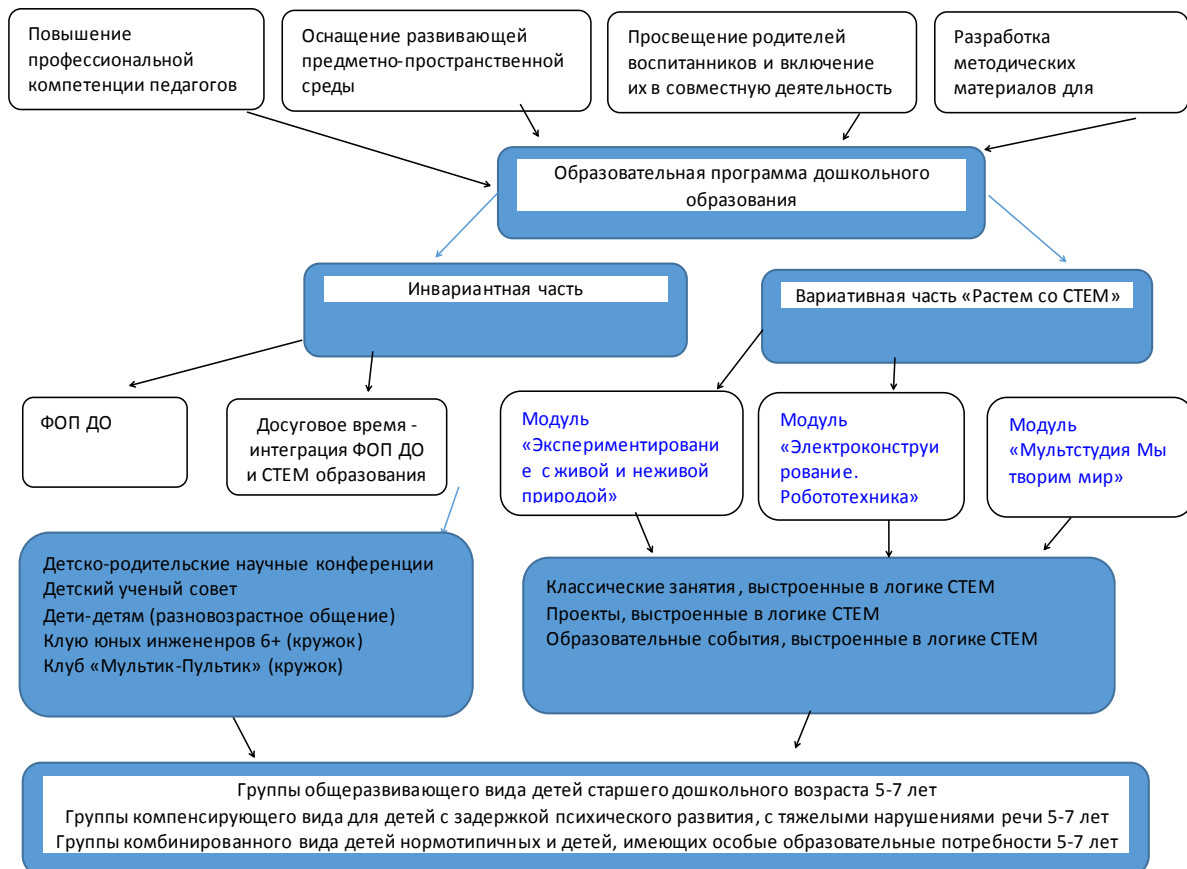 Повышение
профессиональной
компетенции педагогов
Оснащение развивающей
предметно-пространственной
среды
Просвещение родителей
воспитанников и включение
их в совместную деятельность
Разработка
методических
материалов для
Образовательная программа дошкольного
образования
Инвариантная часть
Вариативная часть «Растем со СТЕМ»
ФОП ДО
Досуговое время -
интеграция ФОП ДО
и СТЕМ образования
Модуль
«Экспериментировани
е с живой и неживой
природой»
Модуль
«Электроконструи
рование.
Робототехника»
Модуль
«Мультстудия Мы
творим мир»
Детско-родительские научные конференции
Детский ученый совет
Дети-детям (разновозрастное общение)
Клую юных инжененров 6+ (кружок)
Клуб «Мультик-Пультик» (кружок)
Классические занятия, выстроенные в логике СТЕМ
Проекты, выстроенные в логике СТЕМ
Образовательные события, выстроенные в логике СТЕМ
Группы общеразвивающего вида детей старшего дошкольного возраста 5-7 лет
Группы компенсирующего вида для детей с задержкой психического развития, с тяжелыми нарушениями речи 5-7 лет
Группы комбинированного вида детей нормотипичных и детей, имеющих особые образовательные потребности 5-7 лет